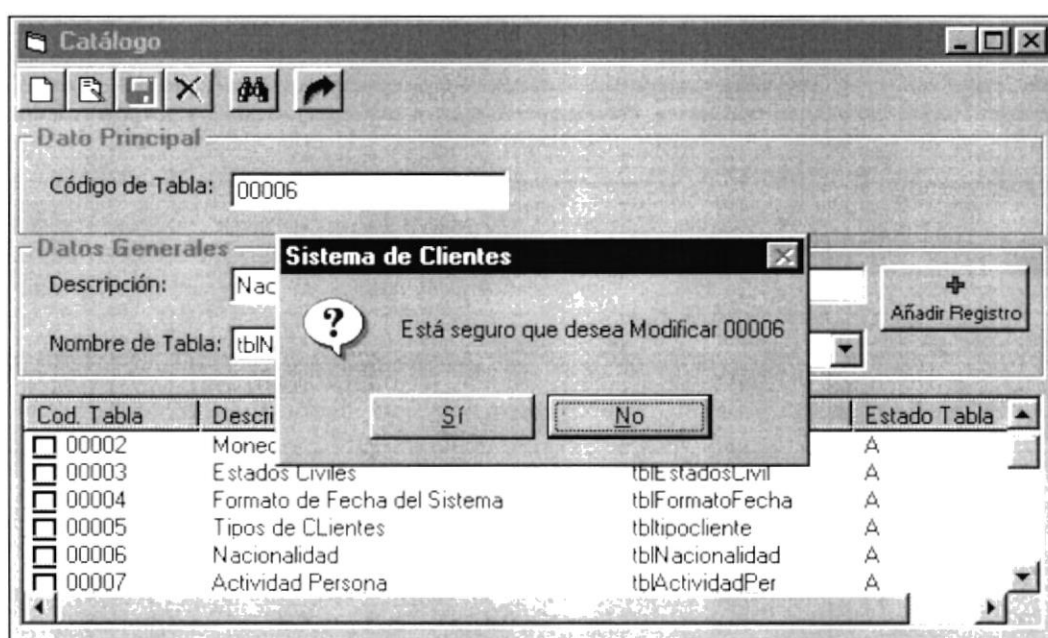 Catálogo
Dato Principal
Código de Tabla: 00006
Datos Generales
Sistema de Clientes
Descripción: Nac
Añadir Registro
Está seguro que desea Modificar 00006
Nombre de Tabla: tblN
Sí No
Cod. Tabla Descri Estado Tabla
00002 Moned A
00003 Estados Civiles tblEstadosCivil A
00004 Formato de Fecha del Sistema tblFormatoFecha A
00005 Tipos de CLientes tbltipocliente A
00006 Nacionalidad tblNacionalidad A
00007 Actividad Persona tblActividadPer A